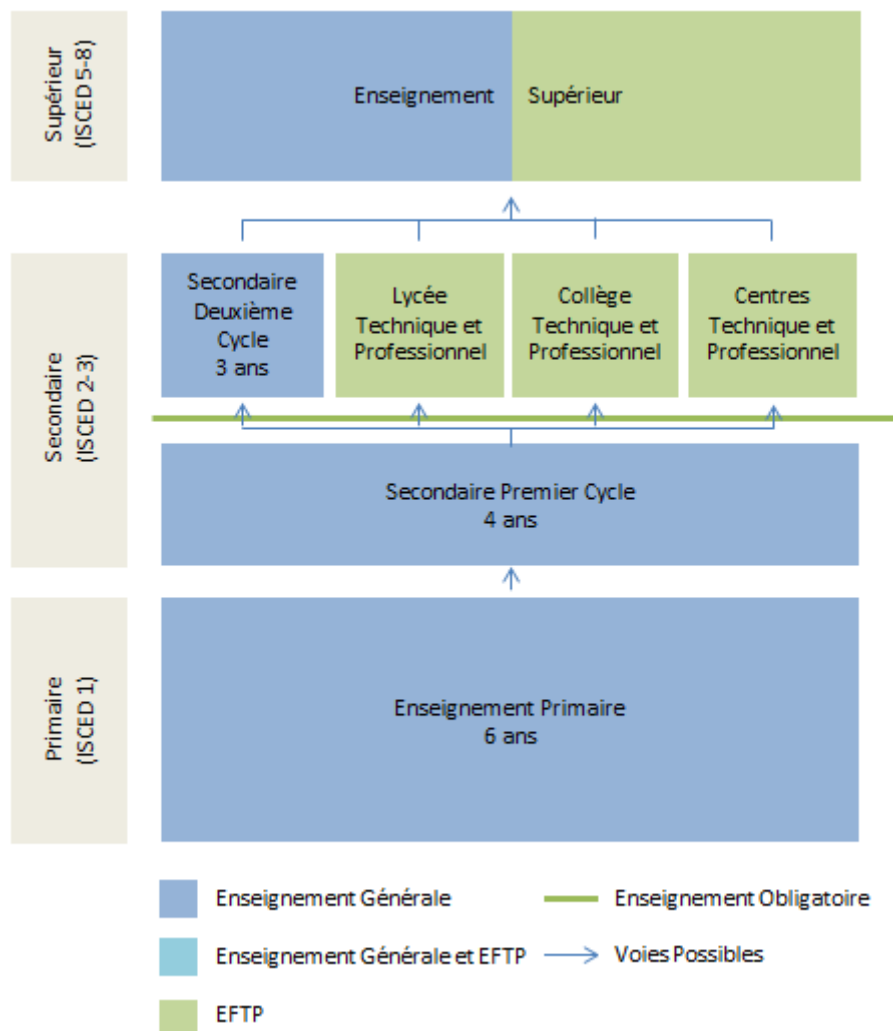 Supérieur
(ISCED 5-8)
Enseignement Supérieur
Secondaire
(ISCED 2-3)
Secondaire
Deuxième
Cycle
3 ans
Lycée
Technique et
Professionnel
Collège
Technique et
Professionnel
Centres
Technique et
Professionnel
Secondaire Premier Cycle
4 ans
Primaire
(ISCED 1)
Enseignement Primaire
6 ans
Enseignement Générale
Enseignement Obligatoire
Enseignement Générale et EFTP
Voies Possibles
EFTP